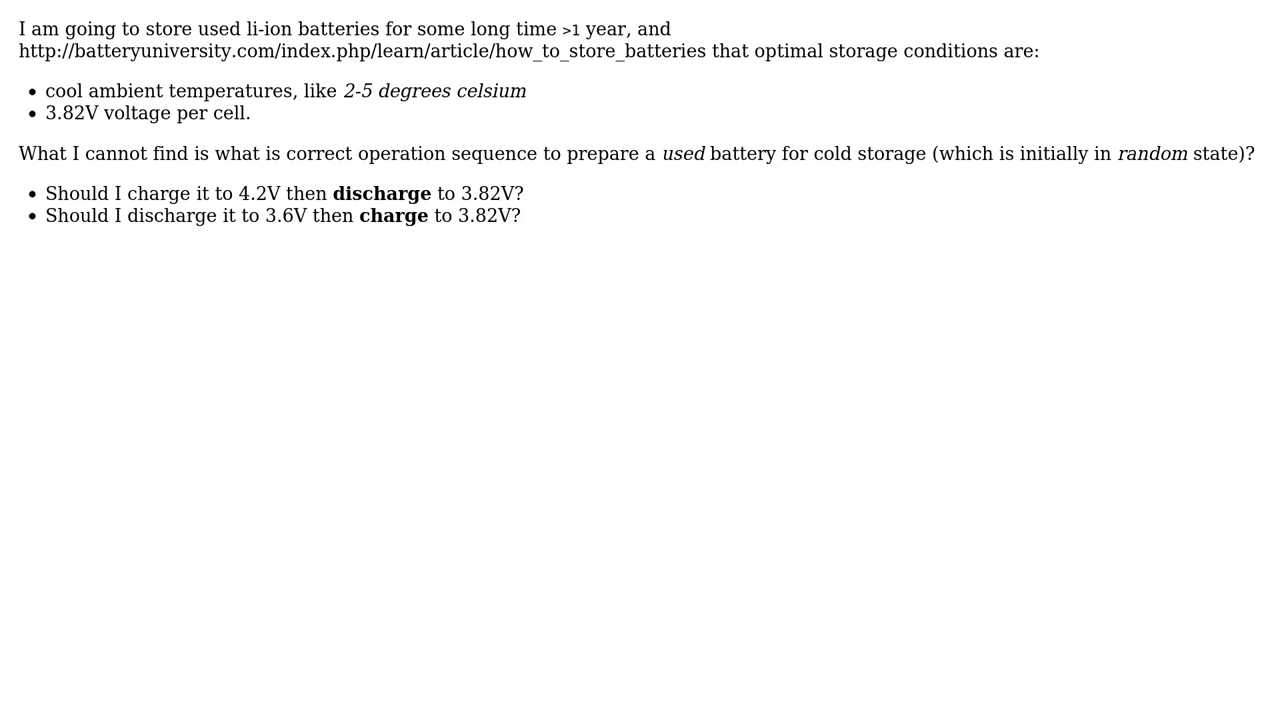 I am going to store used li-ion batteries for some long time >1 year, and
http://batteryuniversity.com/index.php/learn/article/how_to_store_batteries that optimal storage conditions are:
• cool ambient temperatures, like 2-5 degrees celsium
• 3.82V voltage per cell.
What I cannot find is what is correct operation sequence to prepare a used battery for cold storage (which is initially in random state)?
• Should I charge it to 4.2V then discharge to 3.82V?
• Should I discharge it to 3.6V then charge to 3.82V?